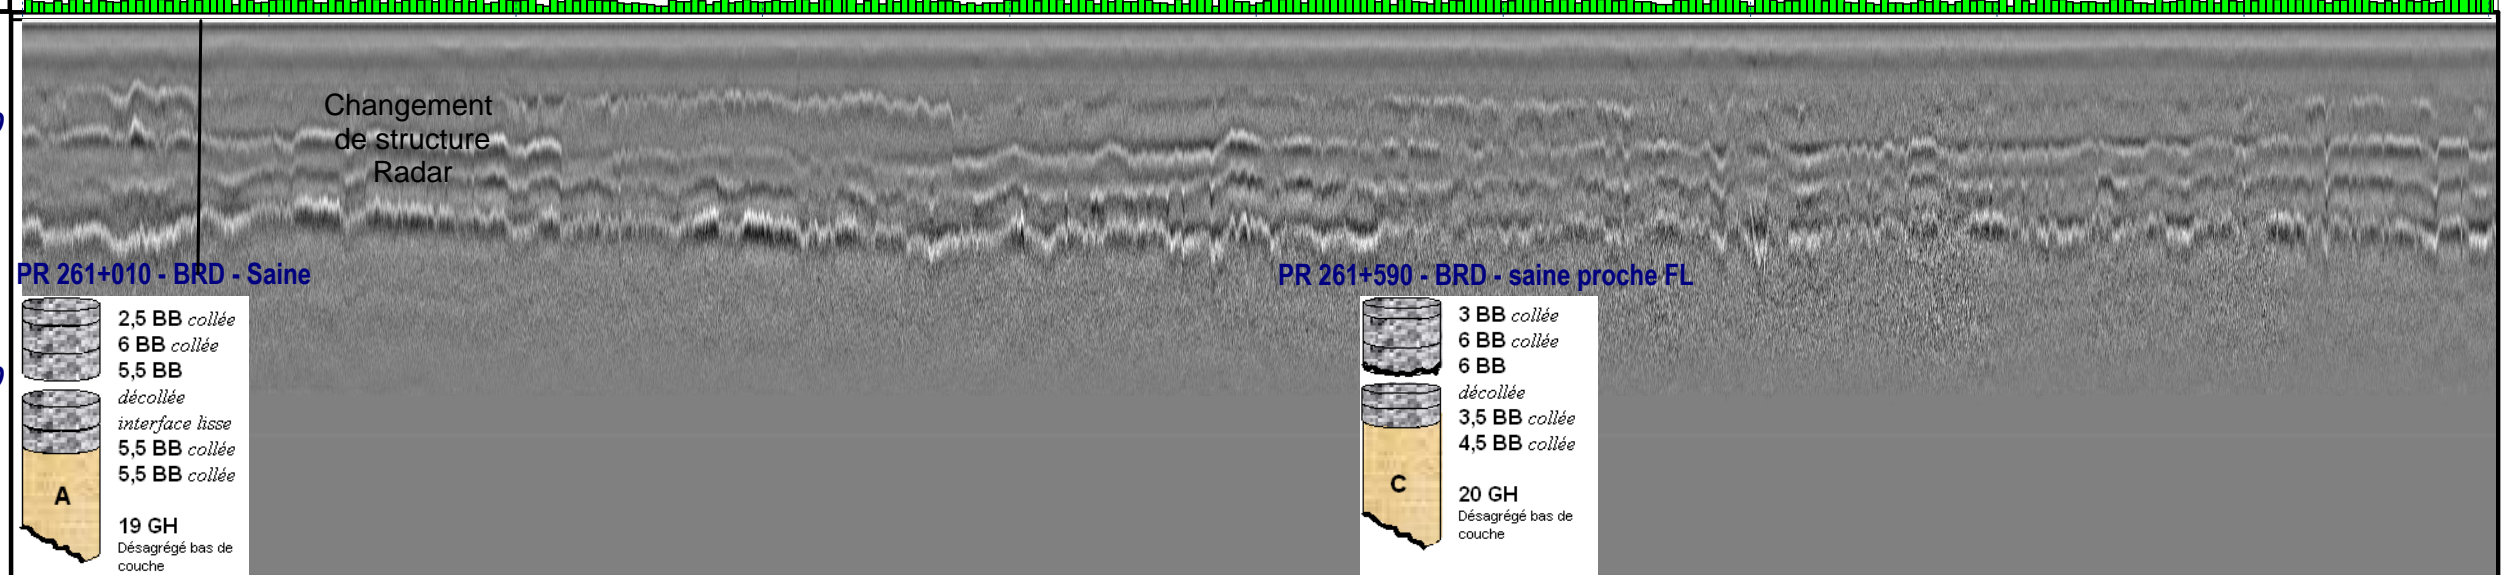 Changement
de structure
Radar
PR 261+010 - BRD - Saine
2,5 BB collée
6 BB collée
5,5 BB
décollée
interface lisse
5,5 BB collée
5,5 BB collée
A
19 GH
Désagrégé bas de
couche
PR 261+590 - BRD - saine proche FL
3 BB collée
6 BB collée
6 BB
décollée
3,5 BB collée
4,5 BB collée
C
20 GH
Désagrégé bas de
couche